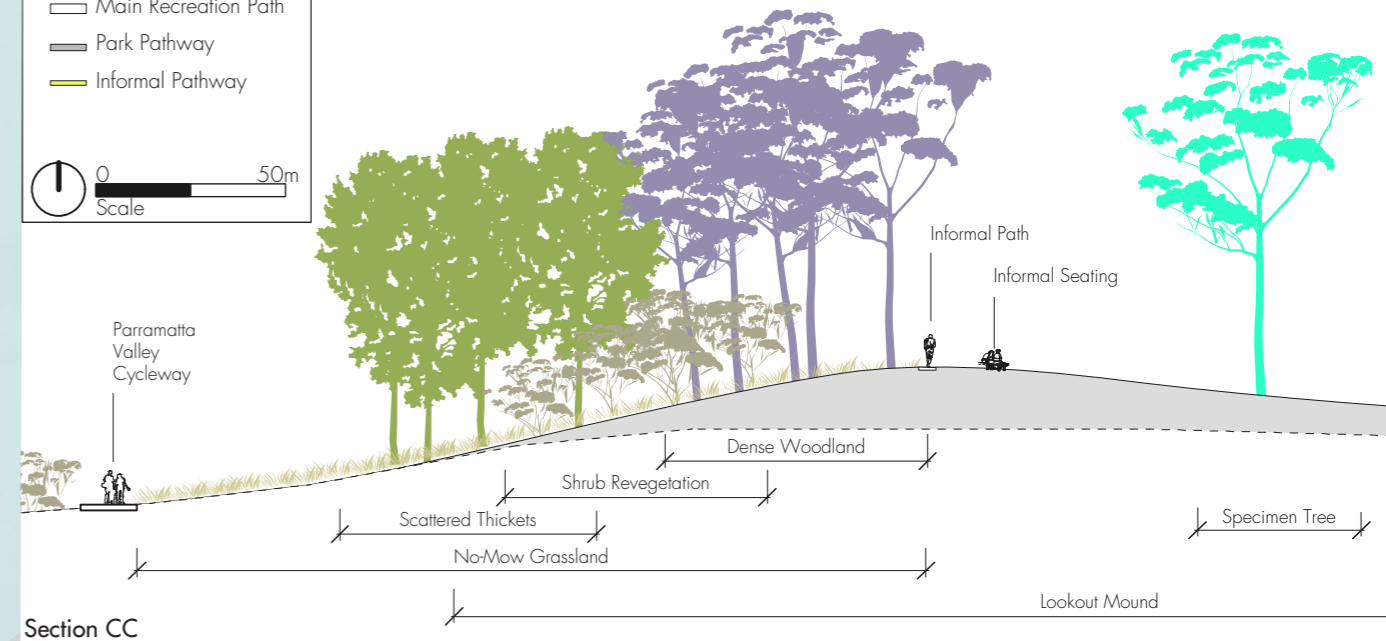 Main Recreation Path
Park Pathway
Informal Pathway
0 50m
Scale
Informal Path
Informal Seating
Parramatta
Valley
Cycleway
Dense Woodland
Shrub Revegetation
Scattered Thickets
Specimen Tree
No-Mow Grassland
Lookout Mound
Section CC